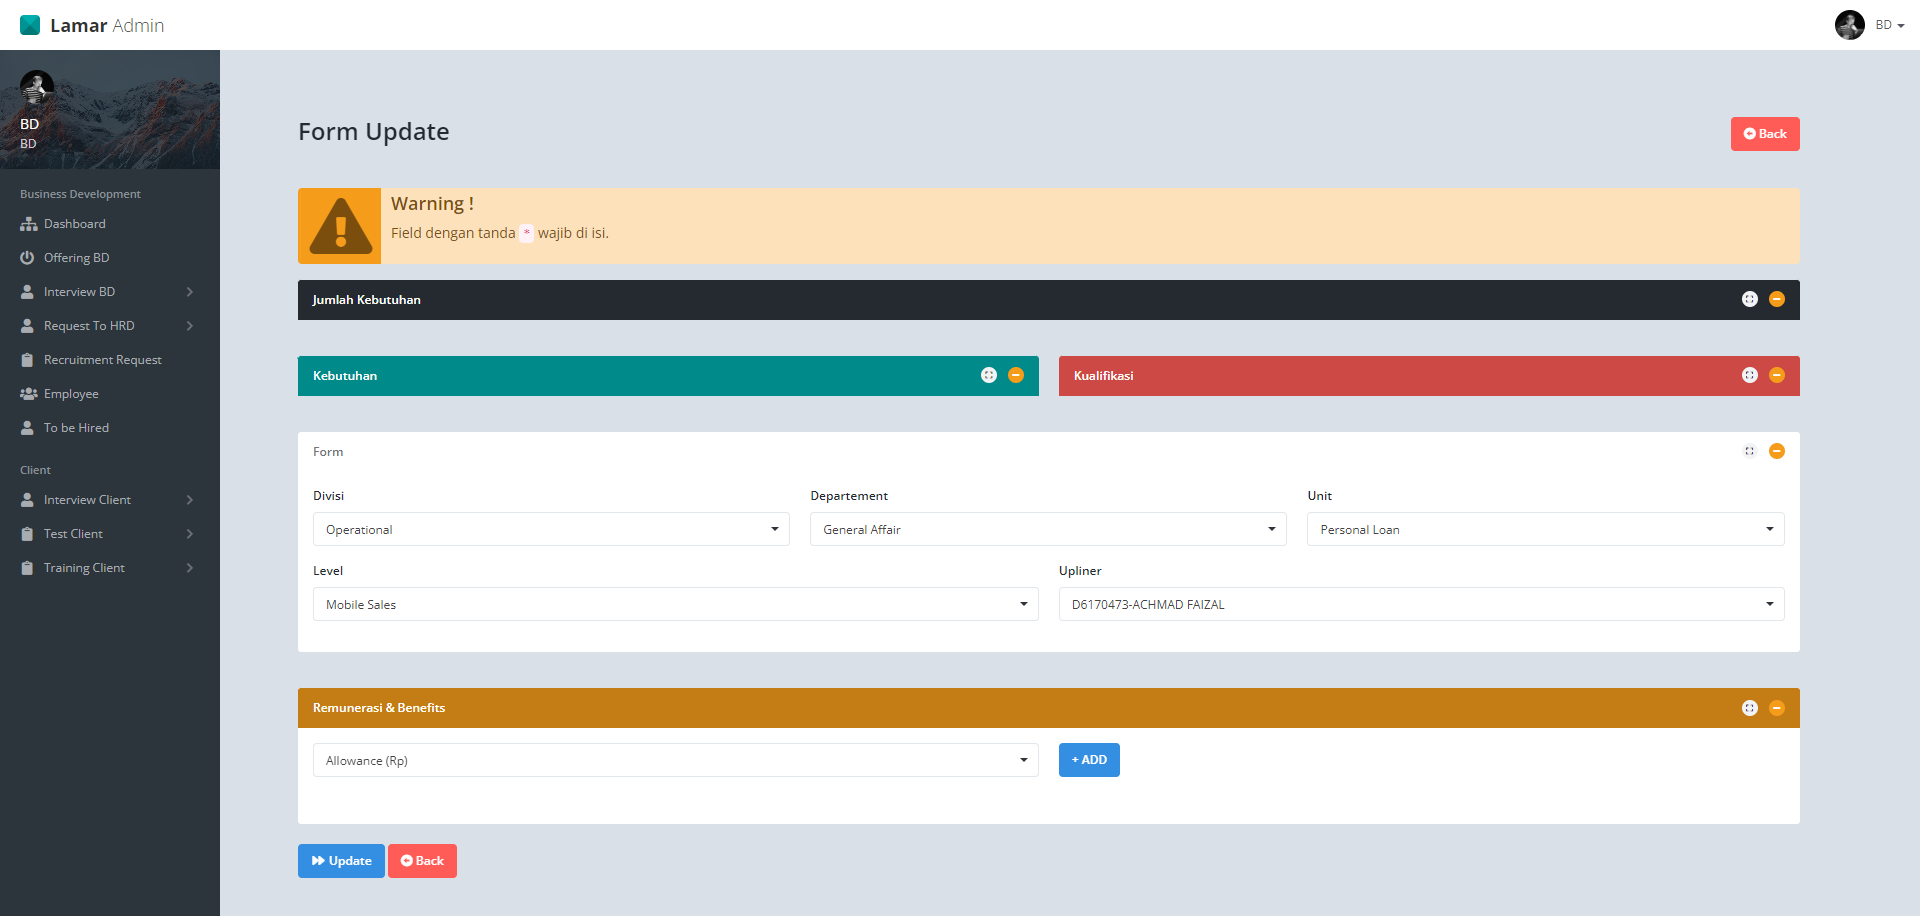 Lamar Admin
BD
BD
BD
Business Development
Dashboard
Offering BD
Interview BD
Request To HRD
Recruitment Request
Employee
To be Hired
Client
Interview Client
Test Client
Training Client
Form Update
Back
Warning !
Field dengan tanda * wajib di isi.
Jumlah Kebutuhan
Kebutuhan
Kualifikasi
Form
Divisi
Departement
Unit
Operational
General Affair
Personal Loan
Level
Upliner
Mobile Sales
D6170473-ACHMAD FAIZAL
Remunerasi & Benefits
Allowance (Rp)
+ ADD
Update
Back